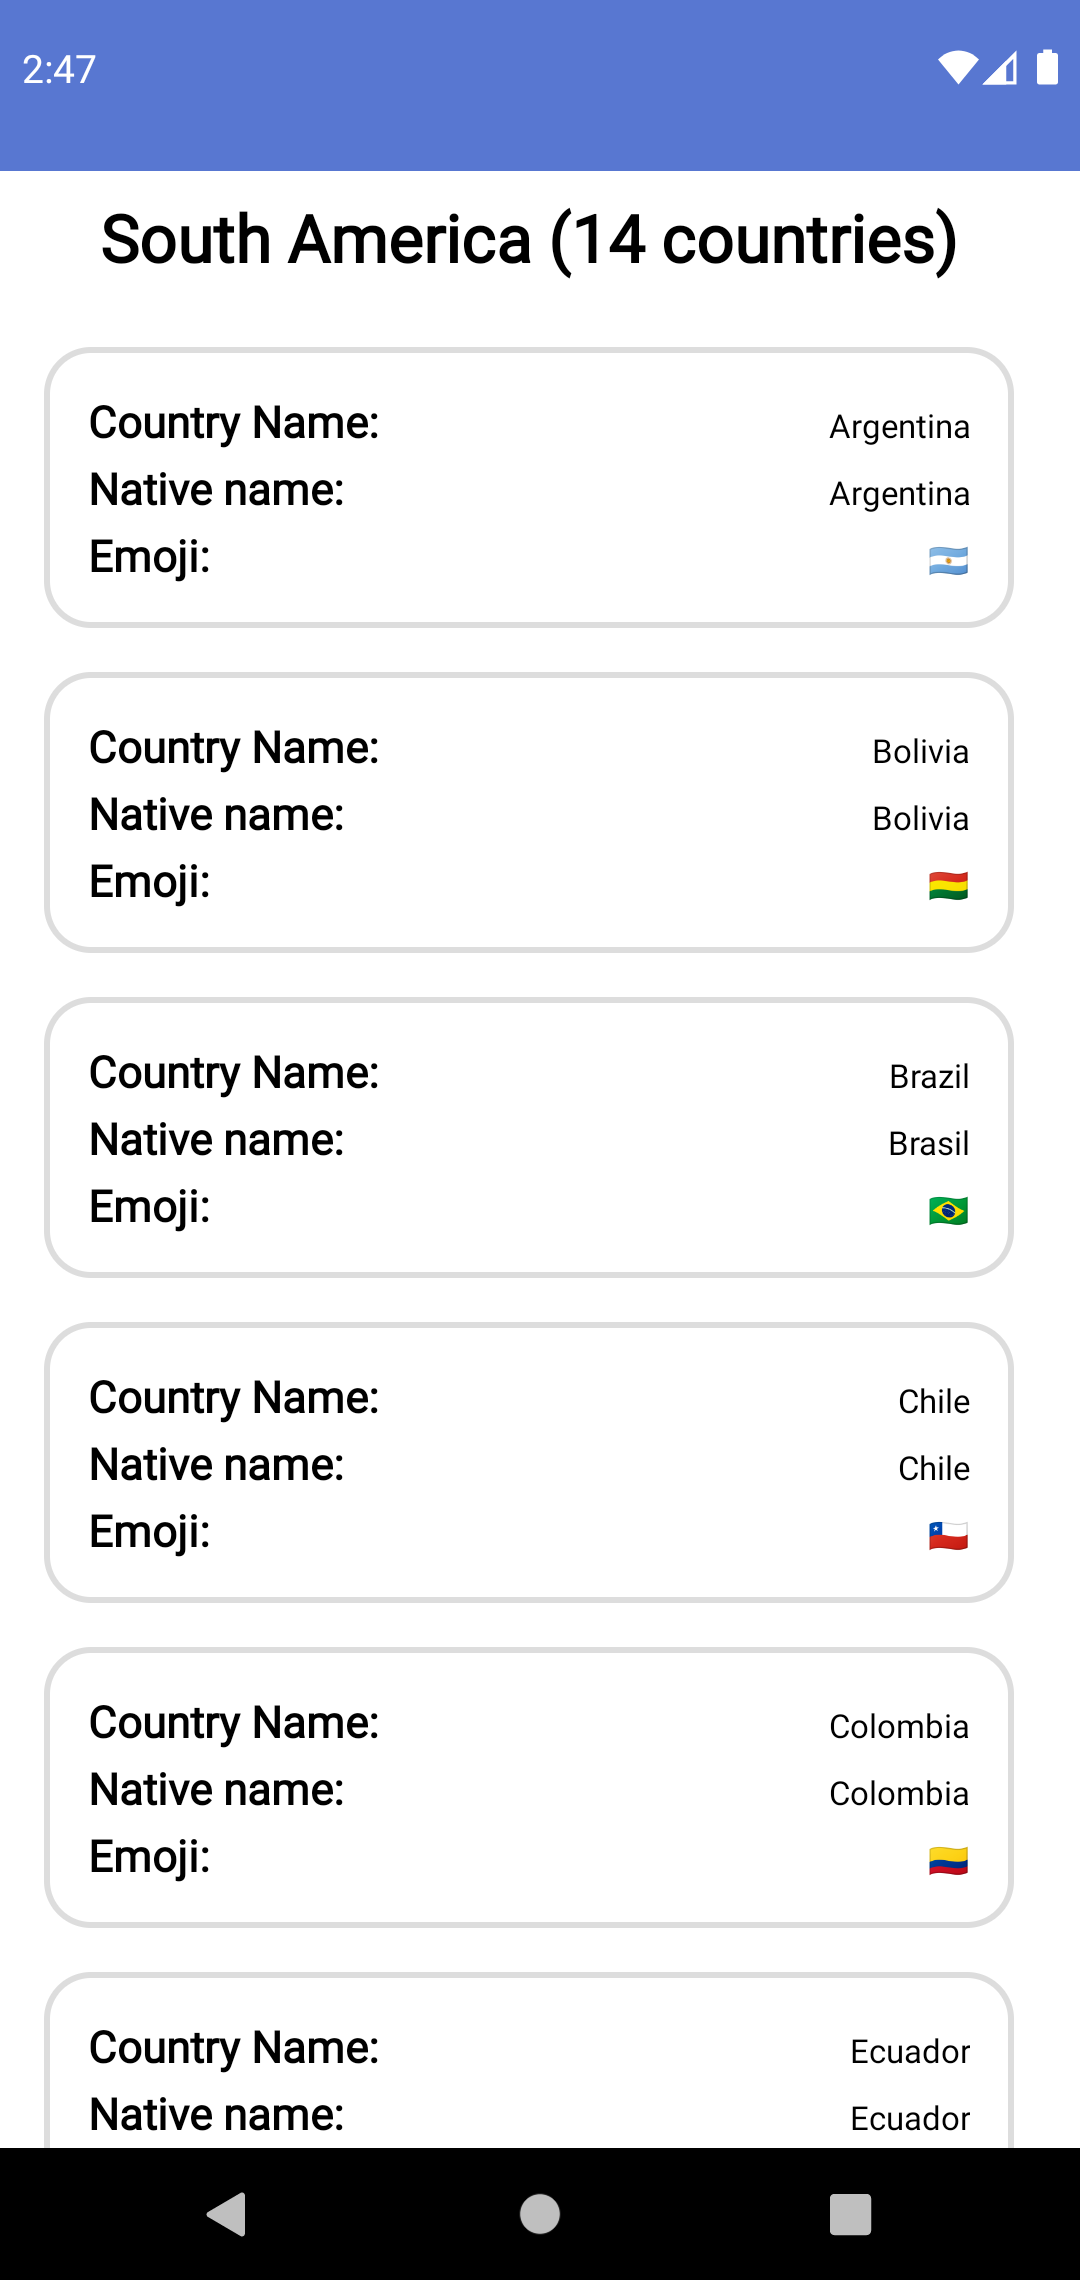 2:47
South America (14 countries)
Country Name: Argentina
Native name: Argentina
Emoji: 🇦🇷
Country Name: Bolivia
Native name: Bolivia
Emoji: 🇧🇴
Country Name: Brazil
Native name: Brasil
Emoji: 🇧🇷
Country Name: Chile
Native name: Chile
Emoji: 🇨🇱
Country Name: Colombia
Native name: Colombia
Emoji: 🇨🇴
Country Name: Ecuador
Native name: Ecuador